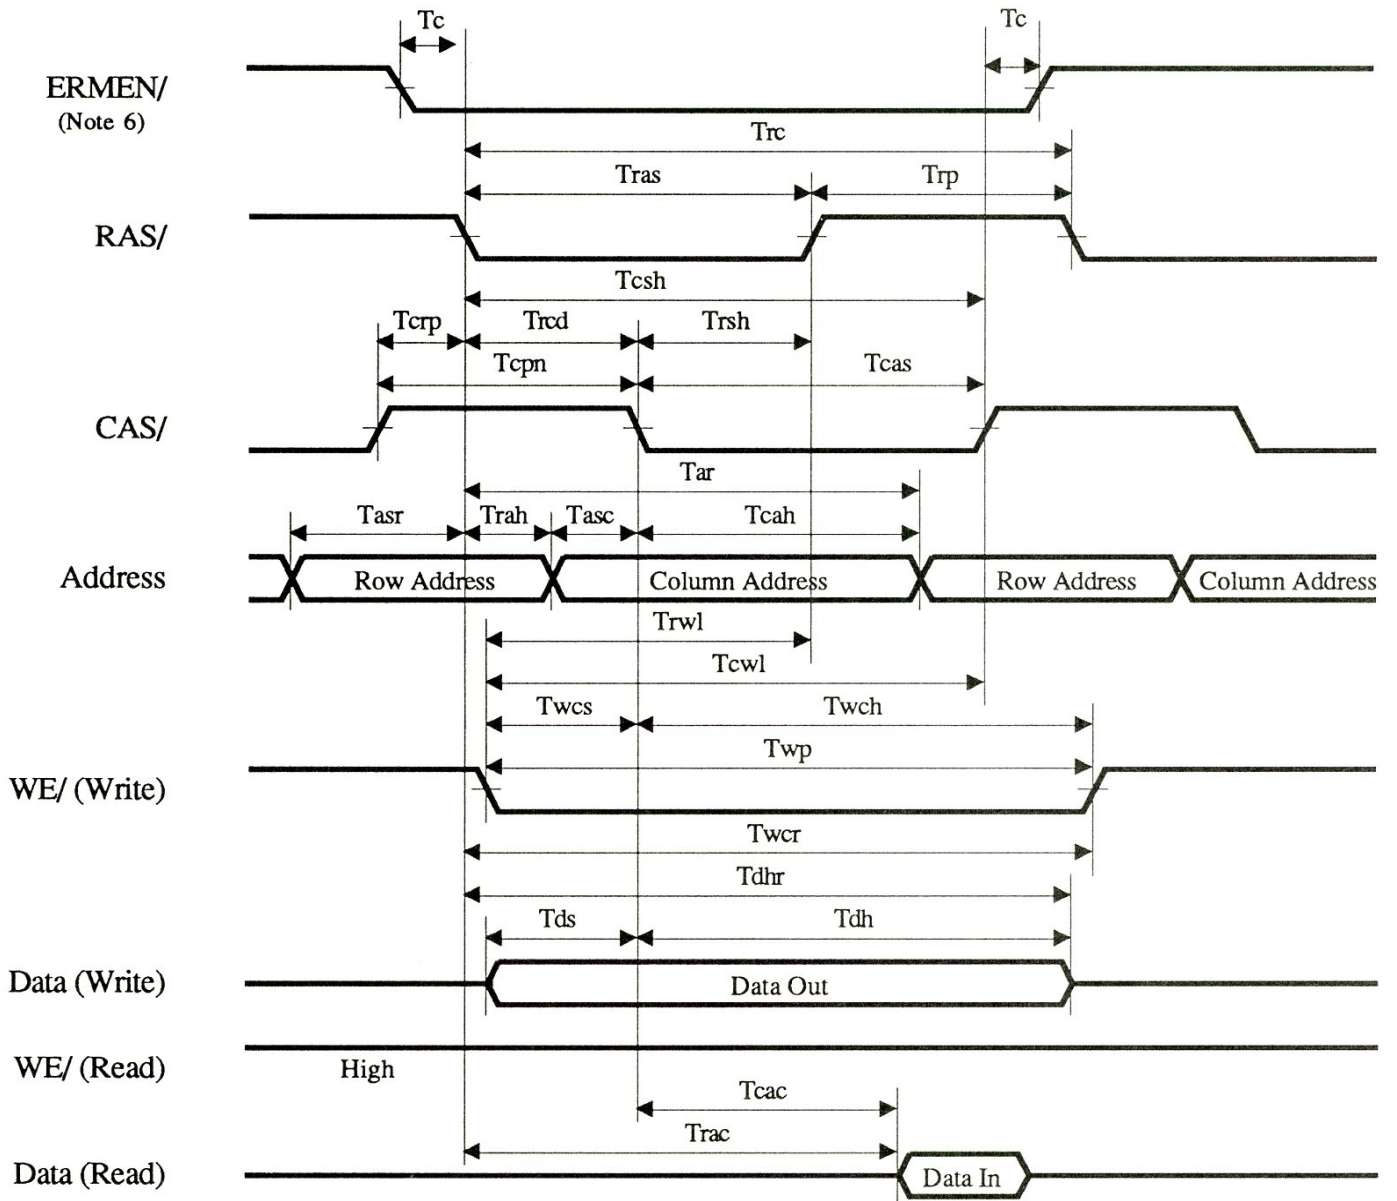 Tc Tc
ERMEN/
(Note 6)
Trc
Tras Trp
RAS/
Tcsh
Tcrp Trcd Trsh
Tcpn Tcas
CAS/
Tar
Tasr Trah Tasc Tcah
Address Row Address Column Address Row Address Column Address
Trwl
Tcwl
Twcs Twch
Twp
WE/ (Write)
Twcr
Tdhr
Tds Tdh
Data (Write) Data Out
WE/ (Read) High
Tcac
Trac
Data (Read) Data In